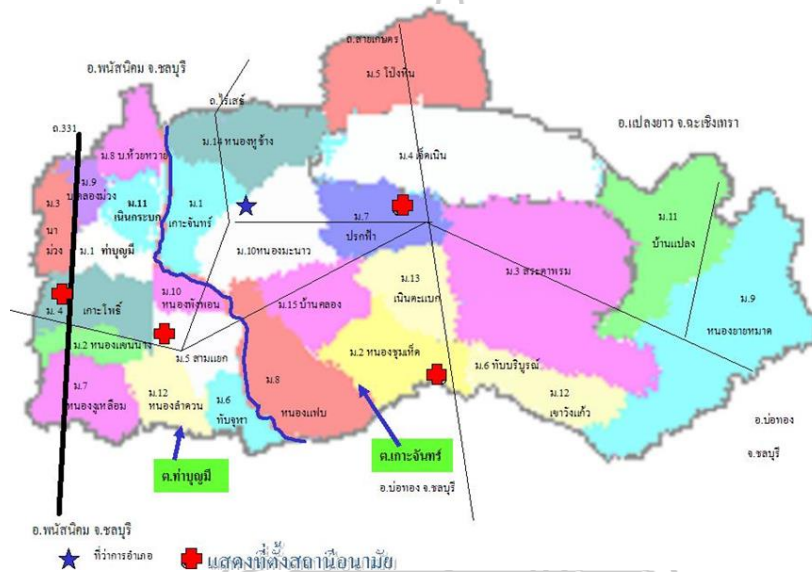 ถ.สายเกษตร
อ.พนัสนิคม จ.ชลบุรี
ม.5 โป่งหิน
ถ.ไร่เสธ์
อ.แปลงยาว จ.ฉะเชิงเทรา
ถ.331
ม.14 หนองหูช้าง
ม.8 บ.ห้วยหวาย
ม.4 เจ็ดเนิน
ม.9
บ.คลองม่วง
ม.3
นา
ม่วง
ม.11
เนินกระบก
ม.1
เกาะจันทร์
ม.7
ปรกฟ้า
ม.11
บ้านแปลง
ม.1 ท่าบุญมี
ม.10หนองมะนาว
ม.3 สระตาพรม
ม.13
เนินตะแบก
ม.10
หนองพังพอน
ม.15 บ้านคลอง
ม.9
หนองยายหมาด
ม. 4 เกาะโพธิ์
ม.2 หนองแขนนาง
ม.5 สามแยก
ม.2 หนองชุมเห็ด
ม.6 ทับบริบูรณ์
ม.7
หนองงูเหลือม
ม.12
หนองลำควน
ม.6
ทับจุฬา
ม.8
หนองแฟบ
ม.12
เขาวังแก้ว
อ.บ่อทอง
จ.ชลบุรี
ต.ท่าบุญมี
ต.เกาะจันทร์
อ.บ่อทอง จ.ชลบุรี
อ.พนัสนิคม จ.ชลบุรี
ที่ว่าการอำเภอ
แสดงที่ตั้งสถานีอนามัย